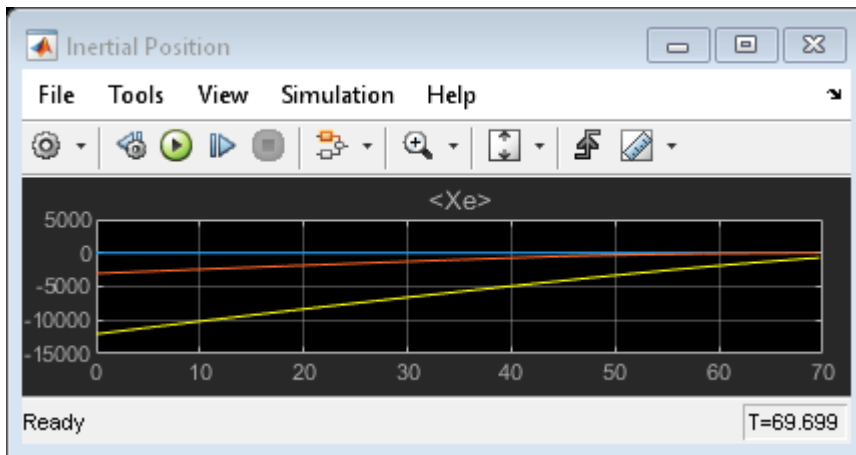 Inertial Position
File Tools View Simulation Help
<Xe>
5000
0
-5000
-10000
-15000
0 10 20 30 40 50 60 70
Ready T=69.699